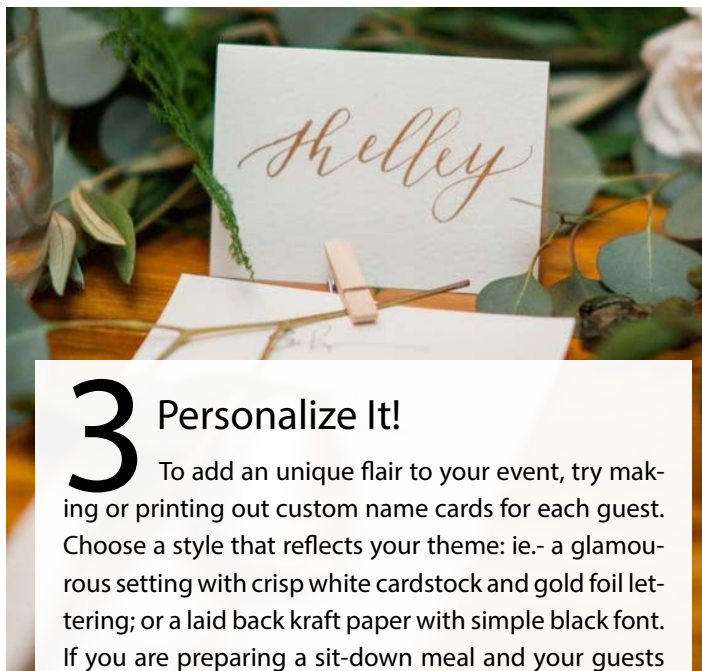 shelley
3 Personalize It!
To add an unique flair to your event, try mak-
ing or printing out custom name cards for each guest.
Choose a style that reflects your theme: ie.- a glamou-
rous setting with crisp white cardstock and gold foil let-
tering; or a laid back kraft paper with simple black font.
If you are preparing a sit-down meal and your guests